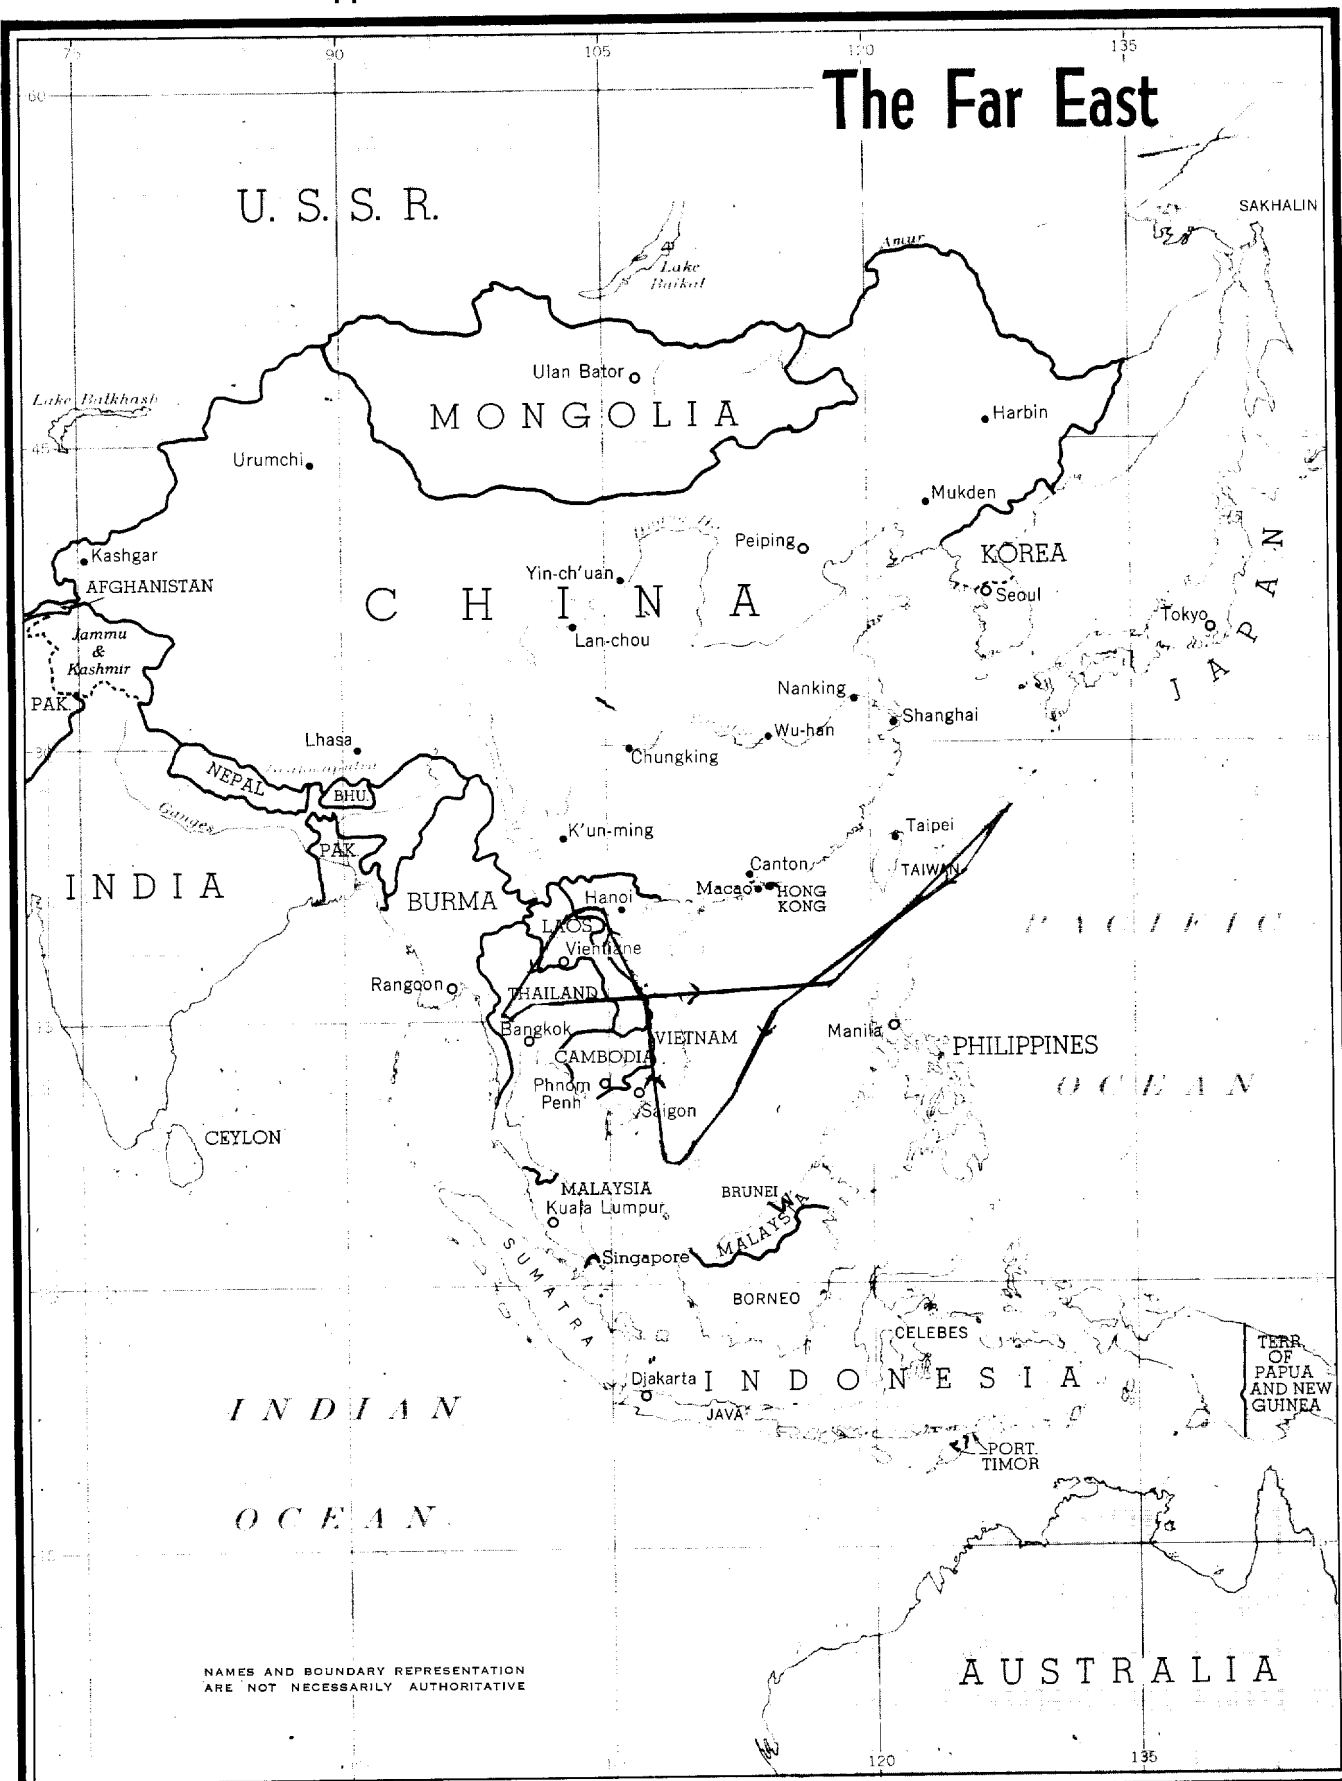 75 90 105 120 135
The Far East
60
U. S. S. R.
SAKHALIN
Amur
Lake
Baikal
Ulan Bator
MONGOLIA
Lake Balkhash
Harbin
45
Urumchi
Mukden
Peiping
KOREA
Kashgar
Yin-ch'uan
AFGHANISTAN
CHINA
Seoul
JAPAN
Tokyo
Lan-chou
Jammu
&
Kashmir
PAK.
Nanking
Shanghai
Wu-han
Lhasa
30
Chungking
NEPAL
BHU.
Ganges
K'un-ming
Taipei
PAK.
TAIWAN
Canton
INDIA
Macao
HONG
KONG
BURMA
Hanoi
LAOS
PACIFIC
Vientiane
Rangoon
THAILAND
15
Bangkok
VIETNAM
Manila
PHILIPPINES
CAMBODIA
Phnom
Penh
OCEAN
Saigon
CEYLON
MALAYSIA
BRUNEI
Kuala Lumpur
MALAYSIA
SUMATRA
Singapore
BORNEO
CELEBES
TERR.
OF
PAPUA
AND NEW
GUINEA
Djakarta
INDONESIA
INDIAN
JAVA
PORT.
TIMOR
OCEAN
NAMES AND BOUNDARY REPRESENTATION
ARE NOT NECESSARILY AUTHORITATIVE
AUSTRALIA
120 135